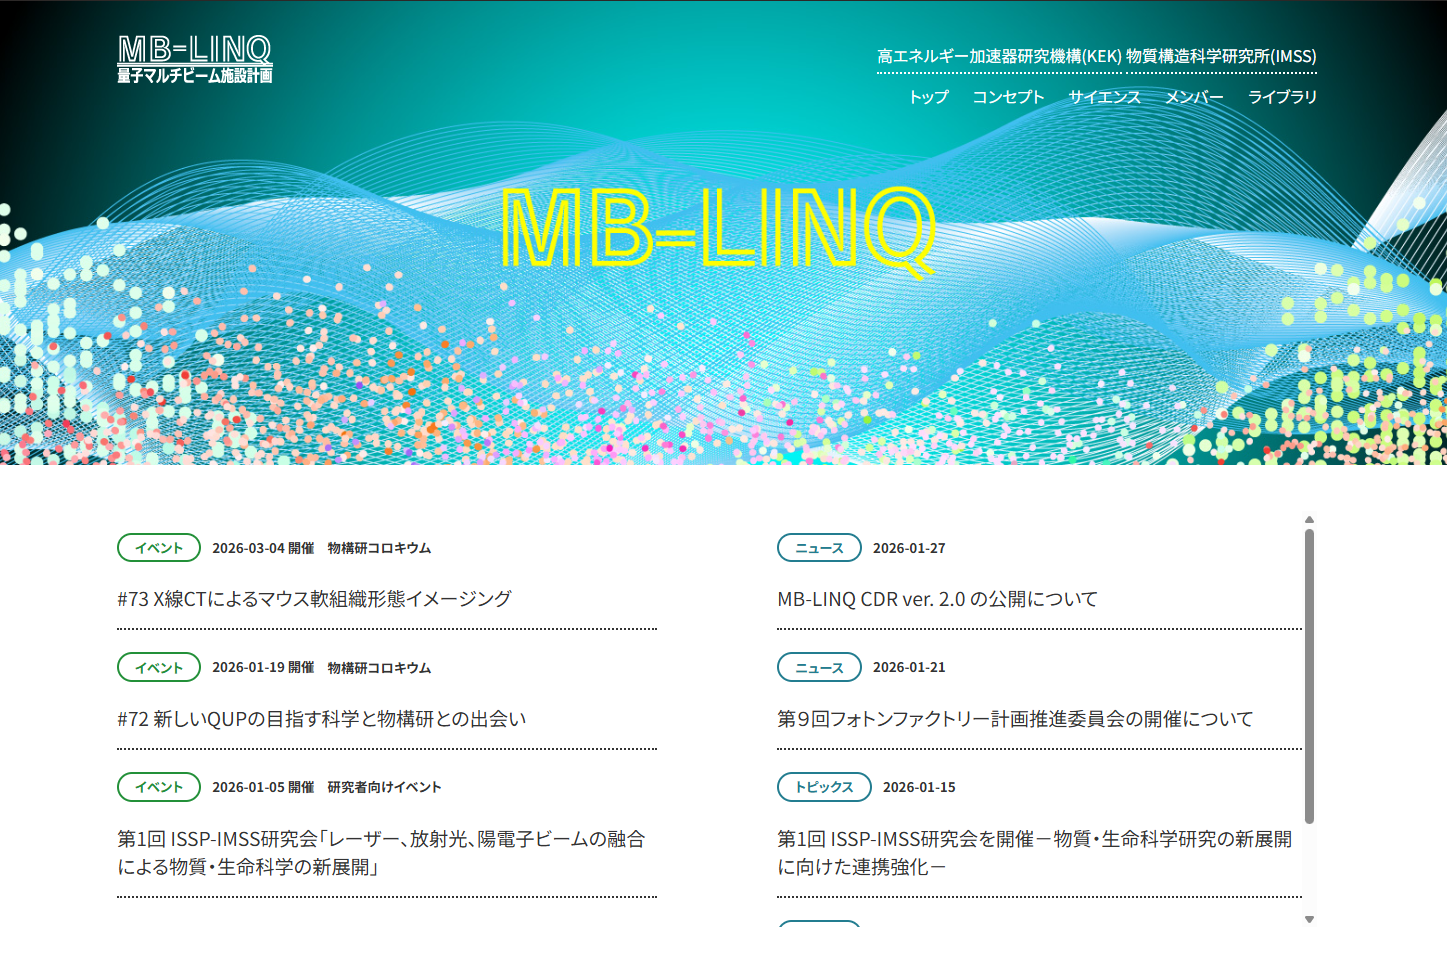 MB=LINQ
量子マルチビーム施設計画
高エネルギー加速器研究機構(KEK) 物質構造科学研究所(IMSS)
トップ コンセプト サイエンス メンバー ライブラリ
MB=LINQ
イベント 2026-03-04 開催 物構研コロキウム
#73 X線CTによるマウス軟組織形態イメージング
イベント 2026-01-19 開催 物構研コロキウム
#72 新しいQUPの目指す科学と物構研との出会い
イベント 2026-01-05 開催 研究者向けイベント
第1回 ISSP-IMSS研究会「レーザー、放射光、陽電子ビームの融合
による物質・生命科学の新展開」
ニュース 2026-01-27
MB-LINQ CDR ver. 2.0 の公開について
ニュース 2026-01-21
第９回フォトンファクトリー計画推進委員会の開催について
トピックス 2026-01-15
第1回 ISSP-IMSS研究会を開催－物質・生命科学研究の新展開
に向けた連携強化－